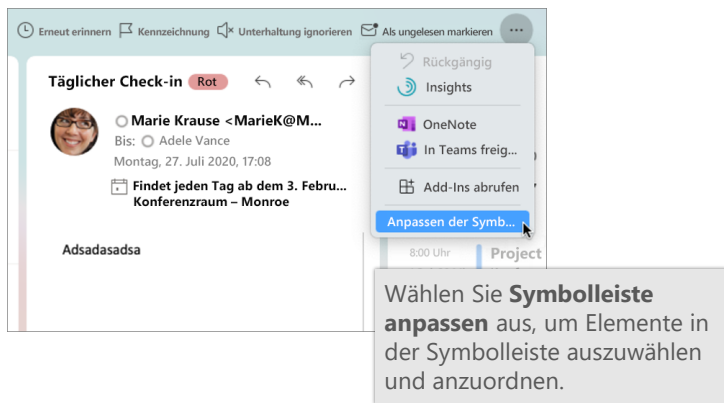 Erneut erinnern Kennzeichnung Unterhaltung ignorieren Als ungelesen markieren ...
Rückgängig
Insights
OneNote
In Teams freig...
Add-Ins abrufen
Anpassen der Symb...
Täglicher Check-in Rot
Marie Krause <MarieK@M...
Bis: Adele Vance
Montag, 27. Juli 2020, 17:08
Findet jeden Tag ab dem 3. Febru...
Konferenzraum – Monroe
Adsadasadsa
8:00 Uhr Project
Wählen Sie Symbolleiste
anpassen aus, um Elemente in
der Symbolleiste auszuwählen
und anzuordnen.